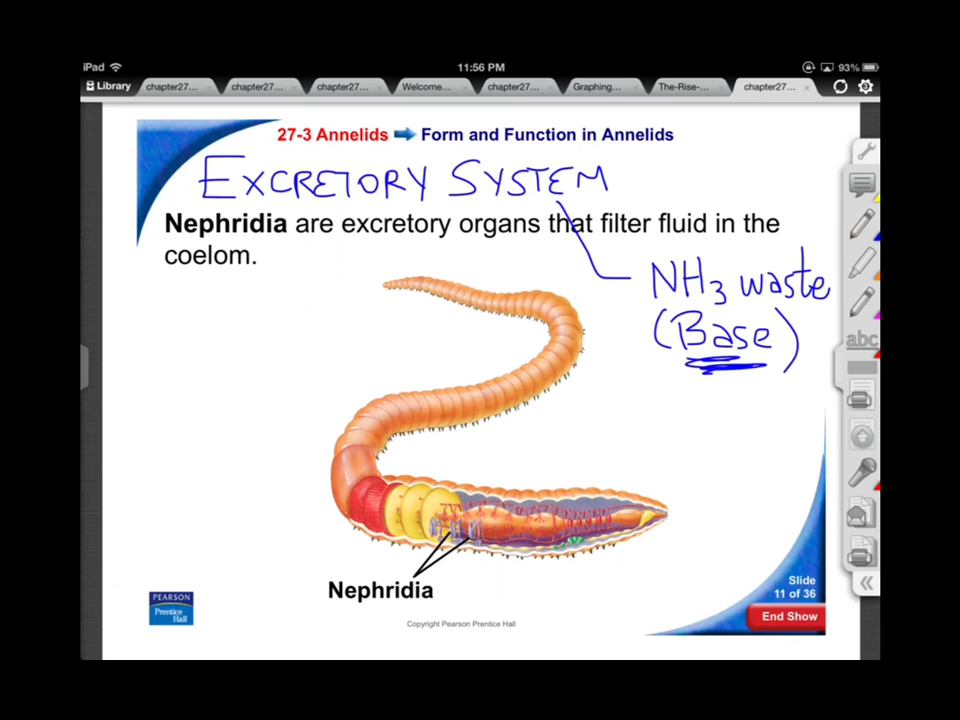 iPad
11:56 PM
93%
Library
chapter27...
chapter27...
chapter27...
Welcome...
chapter27...
Graphing...
The-Rise-...
chapter27...
27-3 Annelids
Form and Function in Annelids
EXCRETORY SYSTEM
Nephridia are excretory organs that filter fluid in the
coelom.
NH3 waste
(Base)
abc
Nephridia
PEARSON
Prentice
Hall
Copyright Pearson Prentice Hall
Slide
11 of 36
End Show